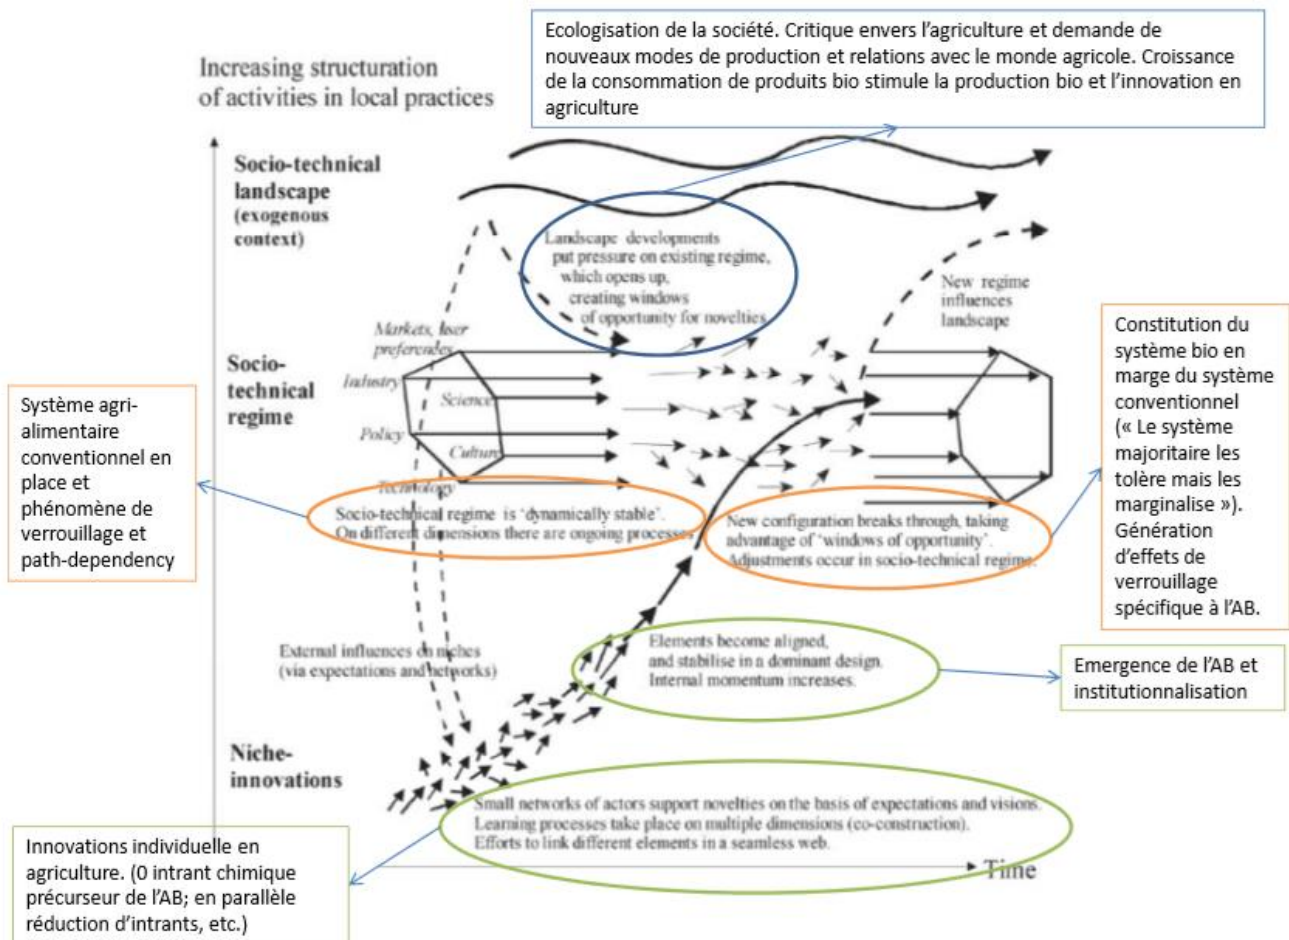 Ecologisation de la société. Critique envers l'agriculture et demande de
nouveaux modes de production et relations avec le monde agricole. Croissance
de la consommation de produits bio stimule la production bio et l'innovation en
agriculture
Increasing structuration
of activities in local practices
Socio-technical
landscape
(exogenous
context)
Landscape developments
put pressure on existing regime,
which opens up,
creating windows
of opportunity for novelties
New regime
influences
landscape
Markets, user
preferences
Industry
Science
Policy
Culture
Technology
Socio-
technical
regime
Système agri-
alimentaire
conventionnel en
place et
phénomène de
verrouillage et
path-dependency
Constitution du
système bio en
marge du système
conventionnel
(« Le système
majoritaire les
tolère mais les
marginalise »).
Génération
d'effets de
verrouillage
spécifique à l'AB.
Socio-technical regime is 'dynamically stable'.
On different dimensions there are ongoing processes
New configuration breaks through, taking
advantage of 'windows of opportunity'.
Adjustments occur in socio-technical regime.
External influences on niches
(via expectations and networks)
Elements become aligned,
and stabilise in a dominant design.
Internal momentum increases.
Emergence de l'AB et
institutionnalisation
Niche-
innovations
Small networks of actors support novelties on the basis of expectations and visions.
Learning processes take place on multiple dimensions (co-construction).
Efforts to link different elements in a seamless web.
Time
Innovations individuelle en
agriculture. (0 intrant chimique
précurseur de l'AB; en parallèle
réduction d'intrants, etc.)